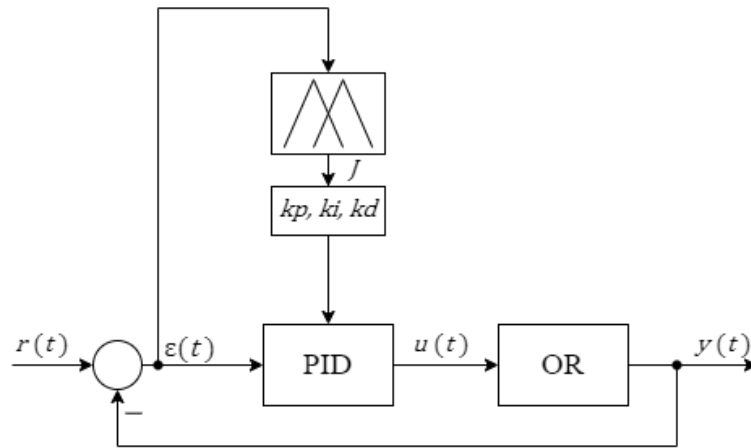 J
kp, ki, kd
r(t)
ε(t)
PID
u(t)
OR
y(t)
−